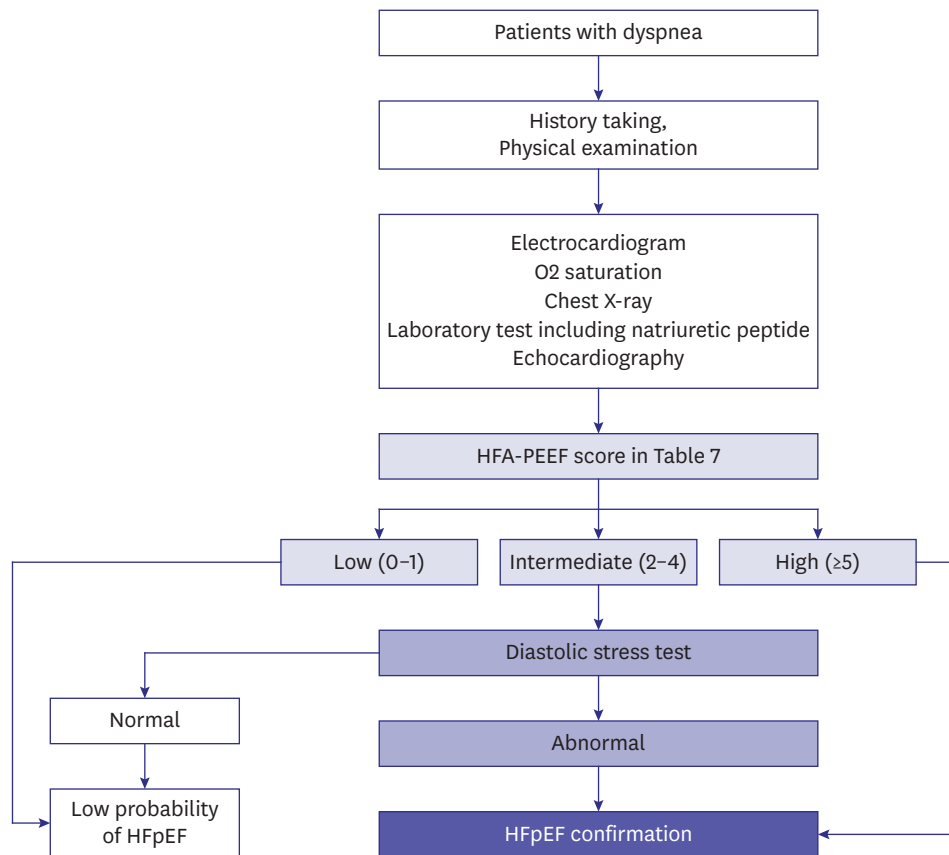 Patients with dyspnea
History taking,
Physical examination
Electrocardiogram
O2 saturation
Chest X-ray
Laboratory test including natriuretic peptide
Echocardiography
HFA-PEEF score in Table 7
Low (0–1)
Intermediate (2–4)
High (≥5)
Diastolic stress test
Normal
Abnormal
Low probability
of HFpEF
HFpEF confirmation